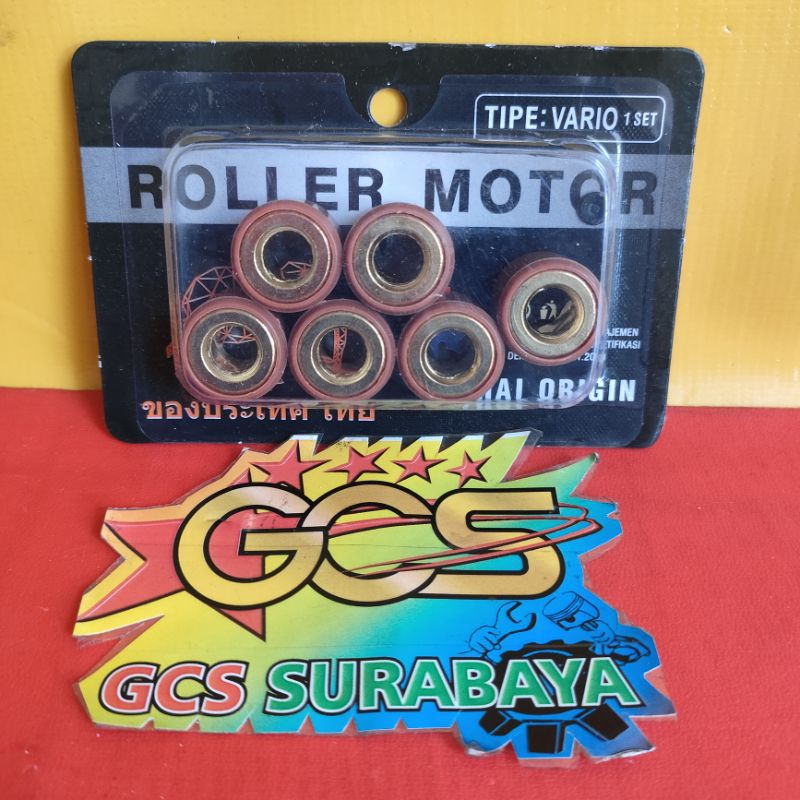 TIPE: VARIO 1 SET
ROLLER MOTOR
ORIGIN
ของประเทศ ไทย
GCS
GCS SURABAYA